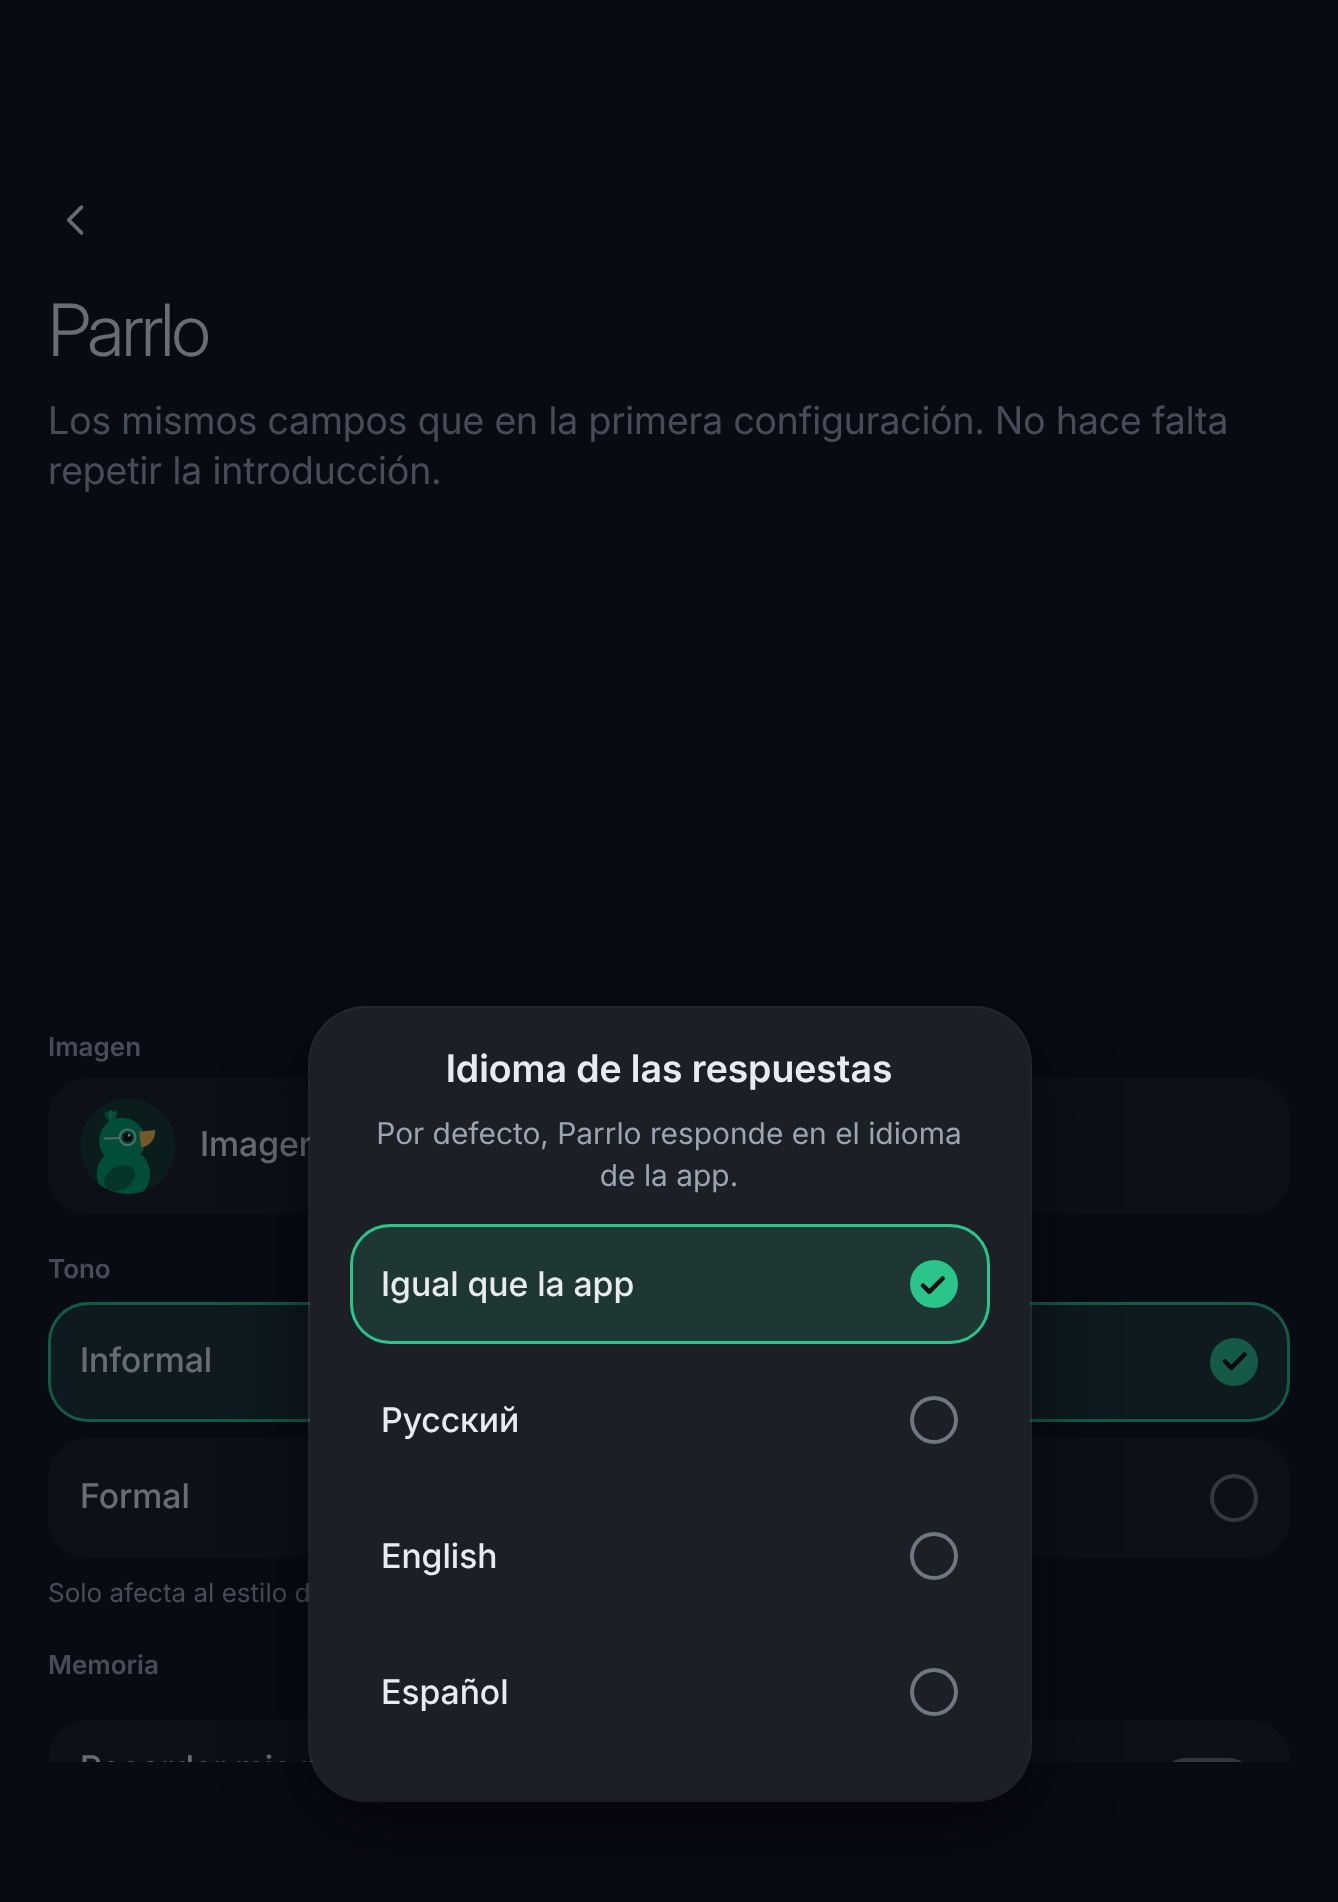 Parrlo
Los mismos campos que en la primera configuración. No hace falta
repetir la introducción.
Imagen
Tono
Informal
Formal
Solo afecta al estilo
Memoria
Idioma de las respuestas
Por defecto, Parrlo responde en el idioma
de la app.
Igual que la app
Русский
English
Español